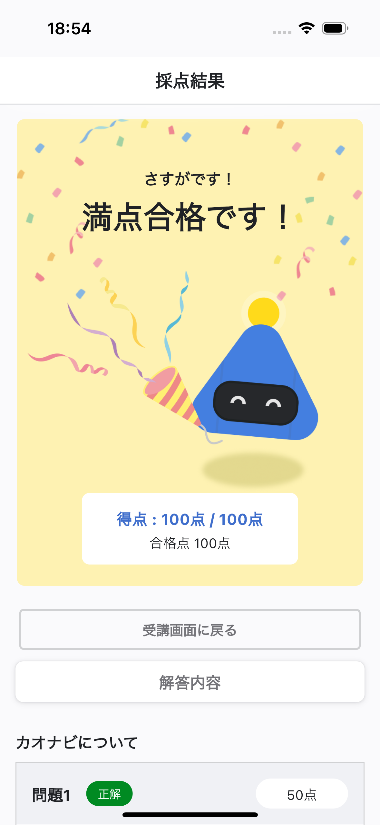 18:54
採点結果
さすがです！
満点合格です！
得点 : 100点 / 100点
合格点 100点
受講画面に戻る
解答内容
カオナビについて
問題1 正解 50点